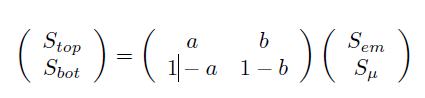 ( S_top ) = ( a b ) ( S_em )
( S_bot ) ( 1 − a 1 − b ) ( S_μ )